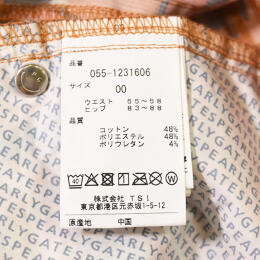 品番
055-1231606
サイズ
00
ウエスト 55~58
ヒップ 83~88
品質
コットン 48%
ポリエステル 48%
ポリウレタン 4%
40
株式会社 TSI
東京都港区元赤坂1-5-12
原産地 中国